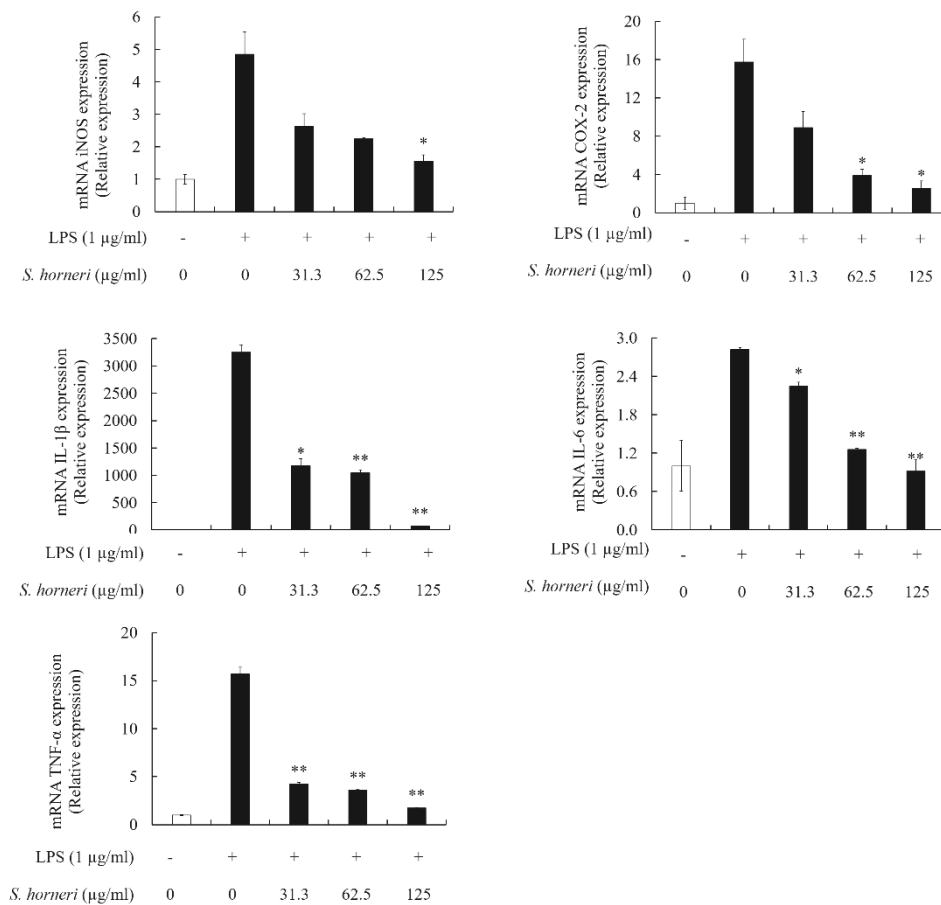 mRNA iNOS expression
(Relative expression)
6
5
4
3
2
1
0
*
LPS (1 µg/ml) - + + + +
S. horneri (µg/ml) 0 0 31.3 62.5 125
mRNA COX-2 expression
(Relative expression)
20
16
12
8
4
0
* *
LPS (1 µg/ml) - + + + +
S. horneri (µg/ml) 0 0 31.3 62.5 125
mRNA IL-1β expression
(Relative expression)
3500
3000
2500
2000
1500
1000
500
0
* ** **
LPS (1 µg/ml) - + + + +
S. horneri (µg/ml) 0 0 31.3 62.5 125
mRNA IL-6 expression
(Relative expression)
3.0
2.4
1.8
1.2
0.6
0.0
* ** **
LPS (1 µg/ml) - + + + +
S. horneri (µg/ml) 0 0 31.3 62.5 125
mRNA TNF-α expression
(Relative expression)
20
15
10
5
0
** ** **
LPS (1 µg/ml) - + + + +
S. horneri (µg/ml) 0 0 31.3 62.5 125